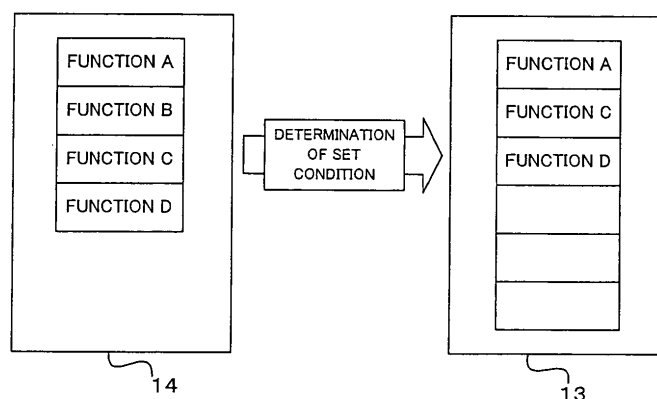 FUNCTION A
FUNCTION B
FUNCTION C
FUNCTION D
DETERMINATION
OF SET
CONDITION
FUNCTION A
FUNCTION C
FUNCTION D
14
13